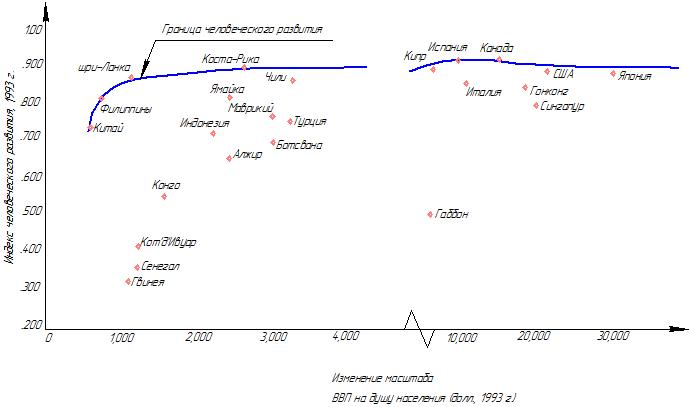 Граница человеческого развития
Индекс человеческого развития, 1993 г.
100
.900
.800
.700
.600
.500
.400
.300
.200
шри-Ланка
Коста-Рика
Чили
Филиппины
Китай
Ямайка
Маврикий
Турция
Индонезия
Ботсвана
Алжир
Конго
Кот'дИвуар
Сенегал
Гвинея
Кипр
Испания
Канада
США
Япония
Италия
Гонконг
Сингапур
Габбон
0
1,000
2,000
3,000
4,000
10,000
20,000
30,000
Изменение масштаба
ВВП на душу населения (долл., 1993 г.)